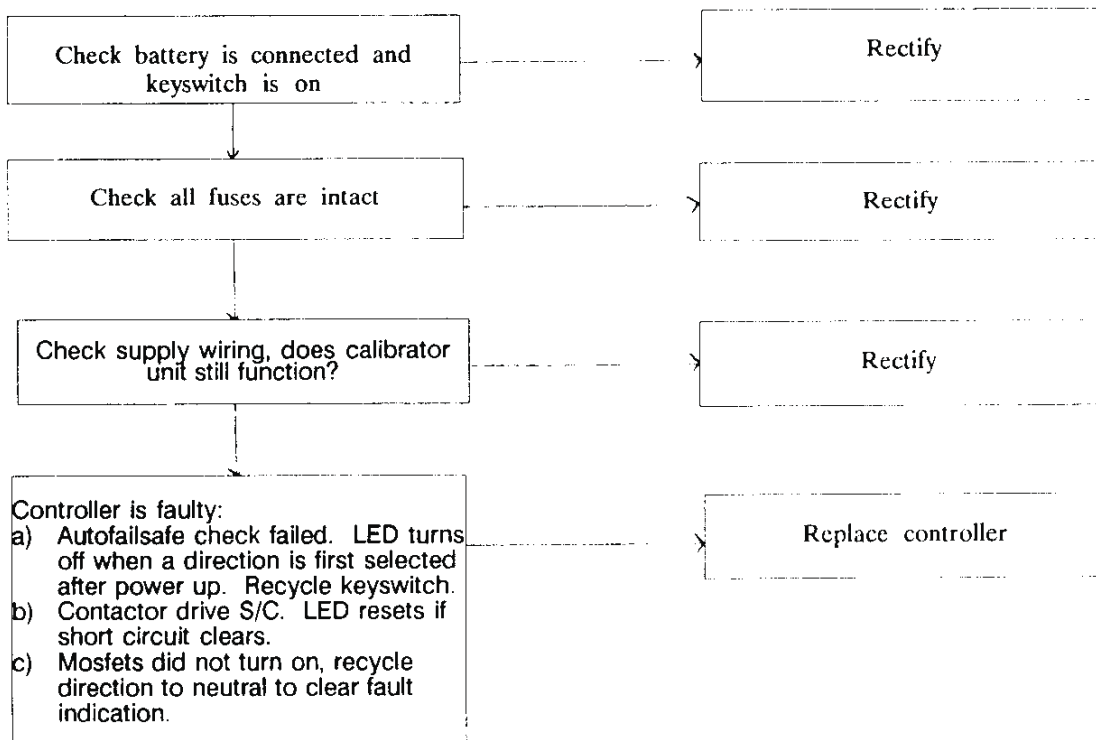 Check battery is connected and
keyswitch is on
Rectify
Check all fuses are intact
Rectify
Check supply wiring, does calibrator
unit still function?
Rectify
Controller is faulty:
a) Autofailsafe check failed. LED turns
off when a direction is first selected
after power up. Recycle keyswitch.
b) Contactor drive S/C. LED resets if
short circuit clears.
c) Mosfets did not turn on, recycle
direction to neutral to clear fault
indication.
Replace controller